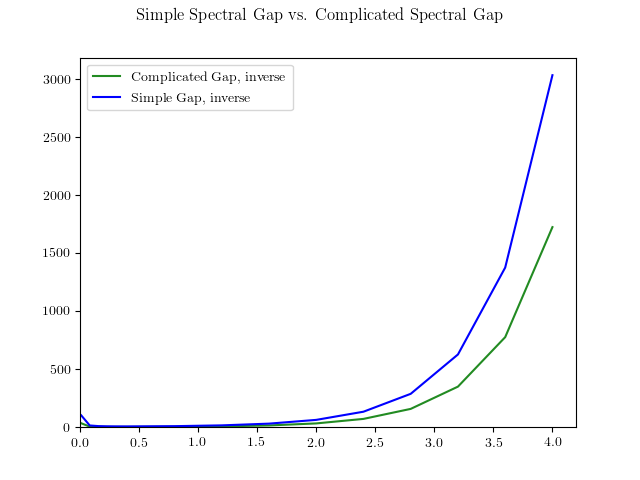 Simple Spectral Gap vs. Complicated Spectral Gap
Complicated Gap, inverse
Simple Gap, inverse
3000
2500
2000
1500
1000
500
0
0.0 0.5 1.0 1.5 2.0 2.5 3.0 3.5 4.0